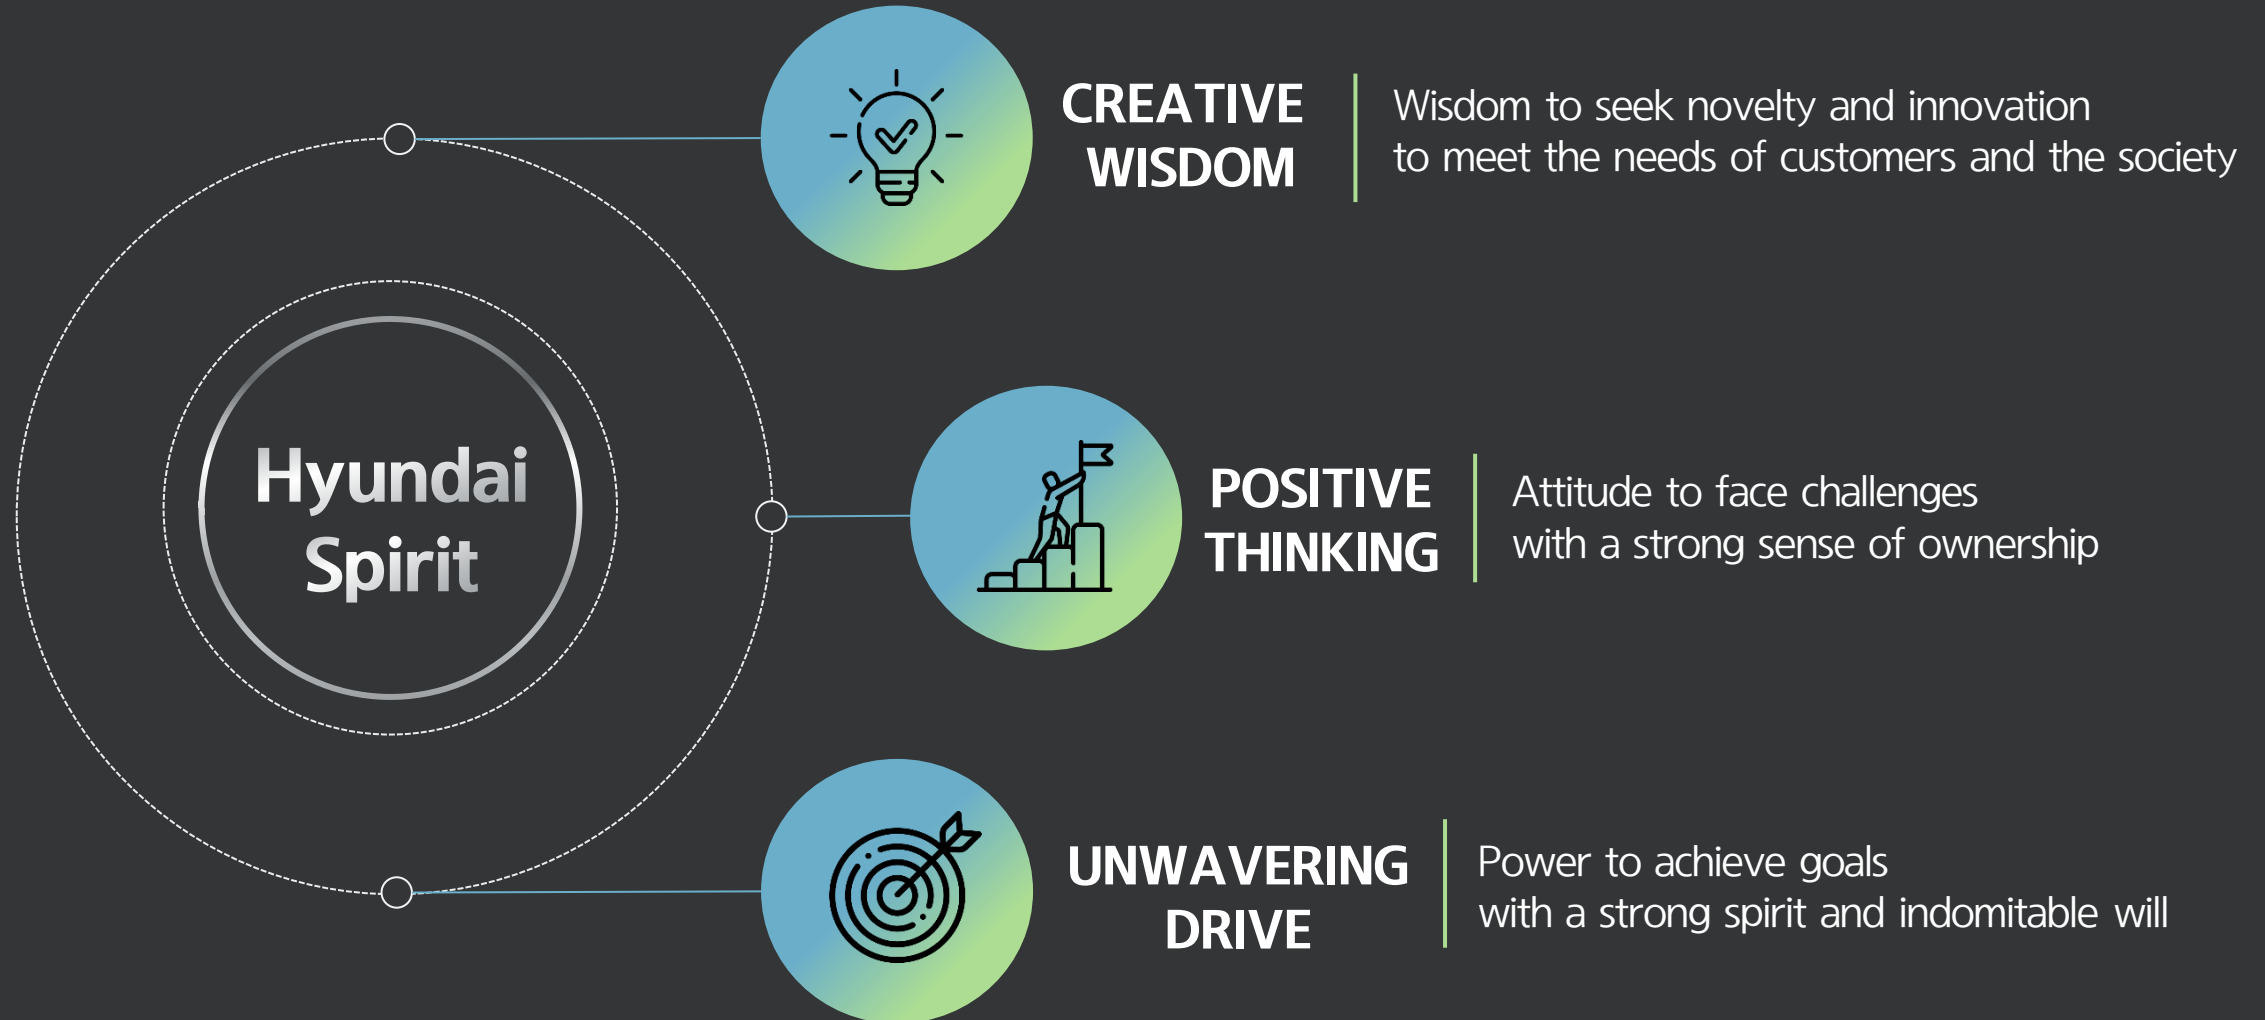 Hyundai
Spirit
CREATIVE
WISDOM
Wisdom to seek novelty and innovation
to meet the needs of customers and the society
POSITIVE
THINKING
Attitude to face challenges
with a strong sense of ownership
UNWAVERING
DRIVE
Power to achieve goals
with a strong spirit and indomitable will